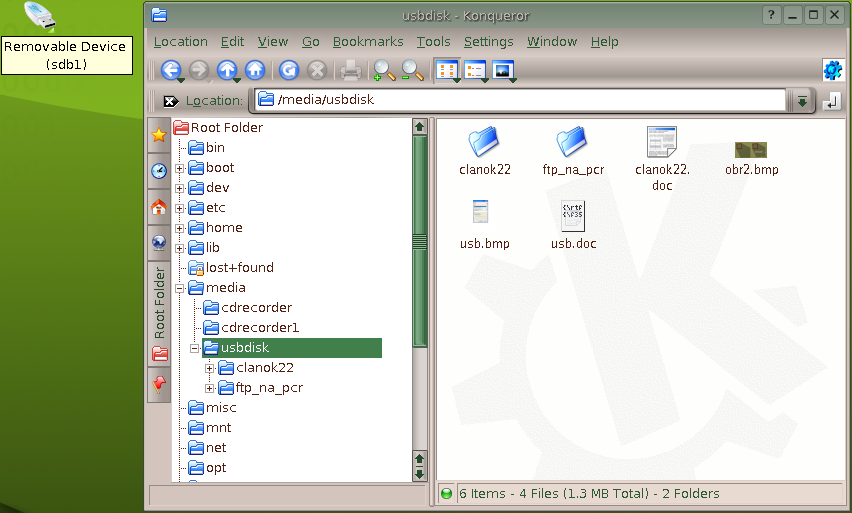 Removable Device
(sdb1)
usbdisk - Konqueror
Location Edit View Go Bookmarks Tools Settings Window Help
Location: /media/usbdisk
Root Folder
Root Folder
bin
boot
dev
etc
home
lib
lost+found
media
cdrecorder
cdrecorder1
usbdisk
clanok22
ftp_na_pcr
misc
mnt
net
opt
clanok22 ftp_na_pcr clanok22.
doc obr2.bmp
usb.bmp usb.doc
6 Items - 4 Files (1.3 MB Total) - 2 Folders